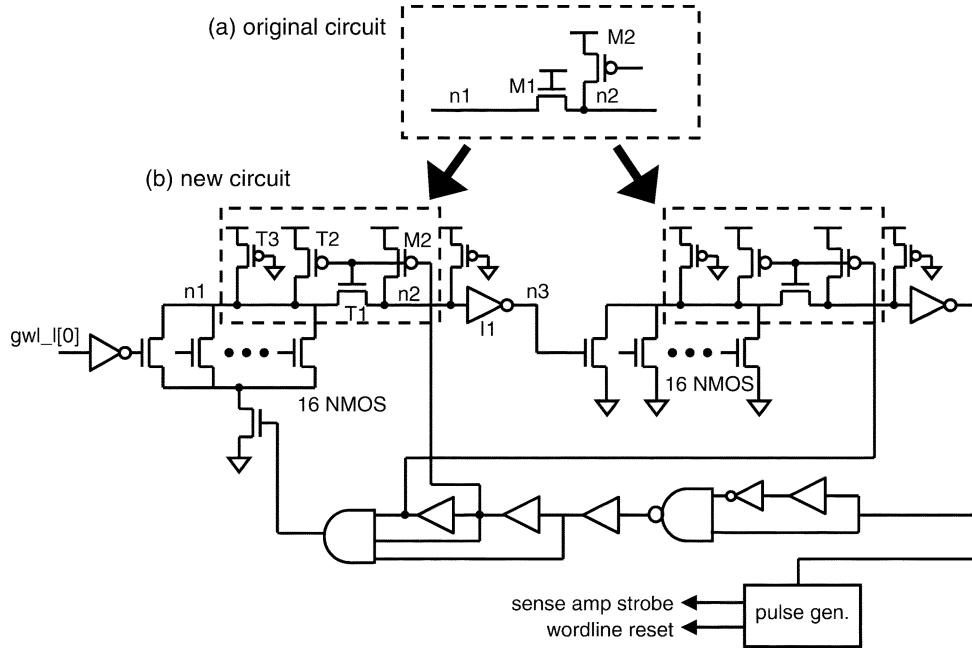 (a) original circuit
M2
M1
n1
n2
(b) new circuit
T3
T2
M2
n1
n2
n3
T1
I1
gwl_l[0]
16 NMOS
16 NMOS
sense amp strobe
wordline reset
pulse gen.